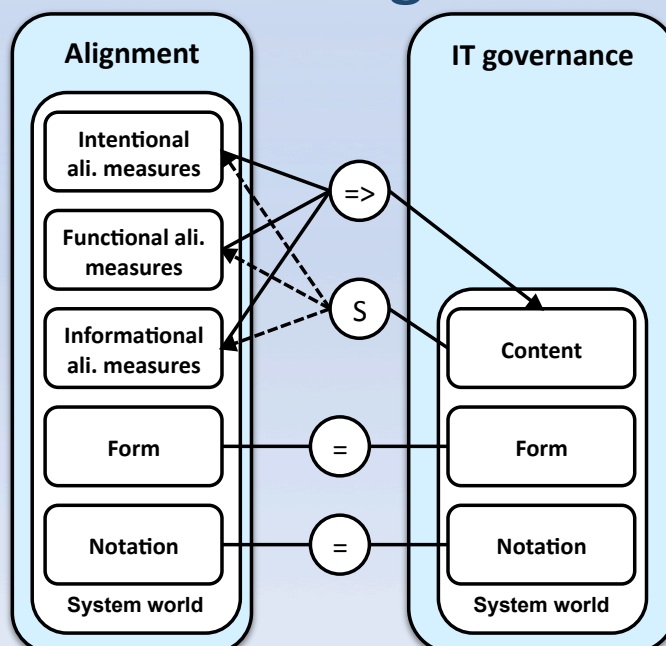 Alignment
IT governance
Intentional
ali. measures
=>
Functional ali.
measures
S
Informational
ali. measures
Content
Form
=
Form
Notation
=
Notation
System world
System world